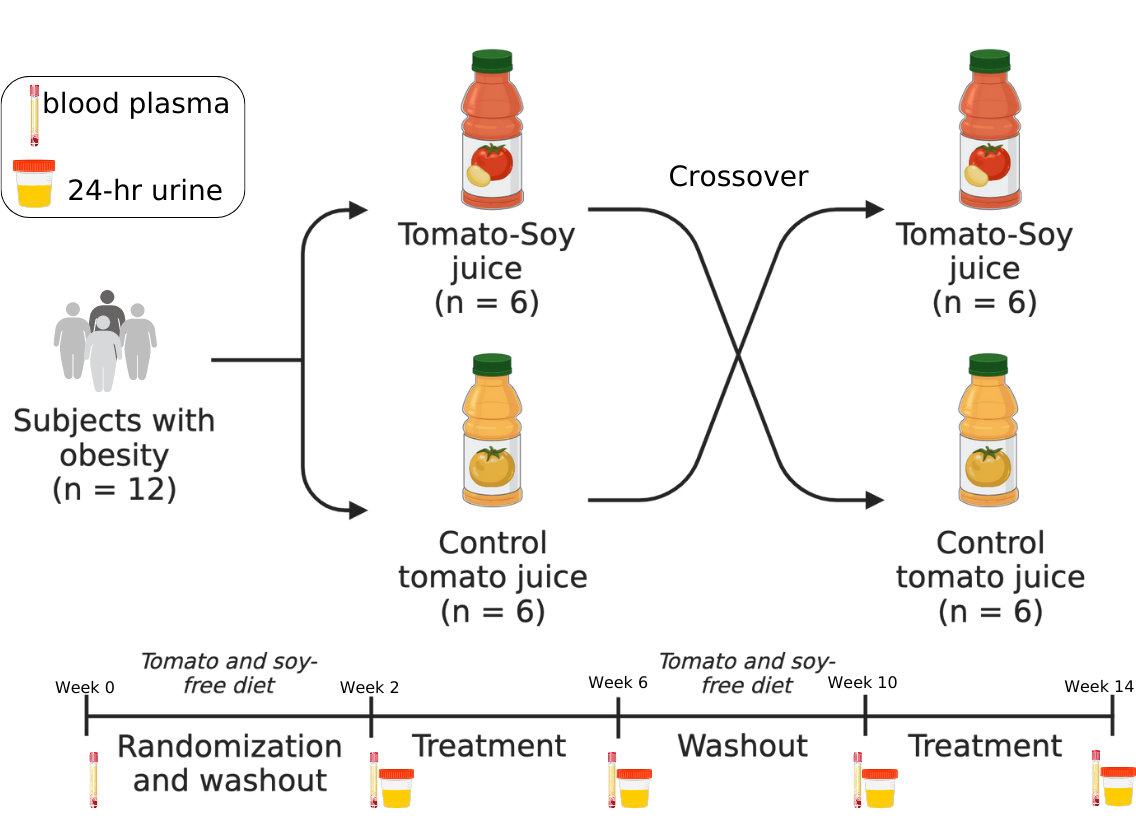 blood plasma
24-hr urine
Subjects with
obesity
(n = 12)
Tomato-Soy
juice
(n = 6)
Control
tomato juice
(n = 6)
Crossover
Tomato-Soy
juice
(n = 6)
Control
tomato juice
(n = 6)
Week 0
Tomato and soy-
free diet
Week 2
Week 6
Tomato and soy-
free diet
Week 10
Week 14
Randomization
and washout
Treatment
Washout
Treatment